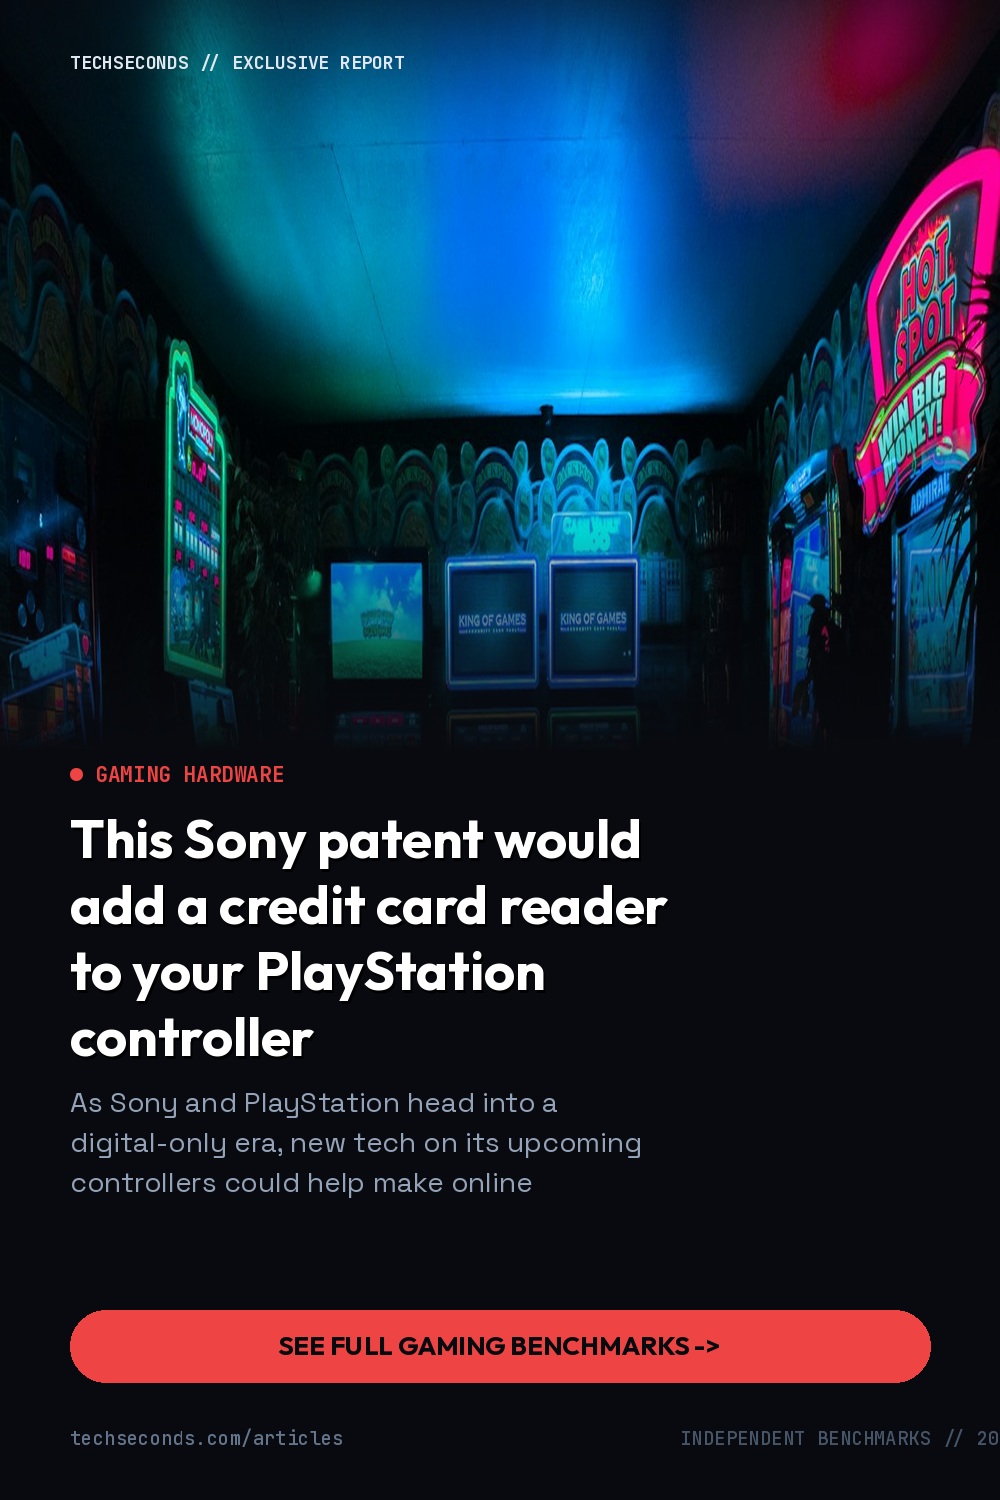 TECHSECONDS // EXCLUSIVE REPORT
HOT
SPOT
WIN BIG
MONEY!
MONOPOLY
ADMIRAL
KING OF GAMES
KING OF GAMES
GAMING HARDWARE
This Sony patent would
add a credit card reader
to your PlayStation
controller
As Sony and PlayStation head into a
digital-only era, new tech on its upcoming
controllers could help make online
SEE FULL GAMING BENCHMARKS ->
techseconds.com/articles
INDEPENDENT BENCHMARKS // 20